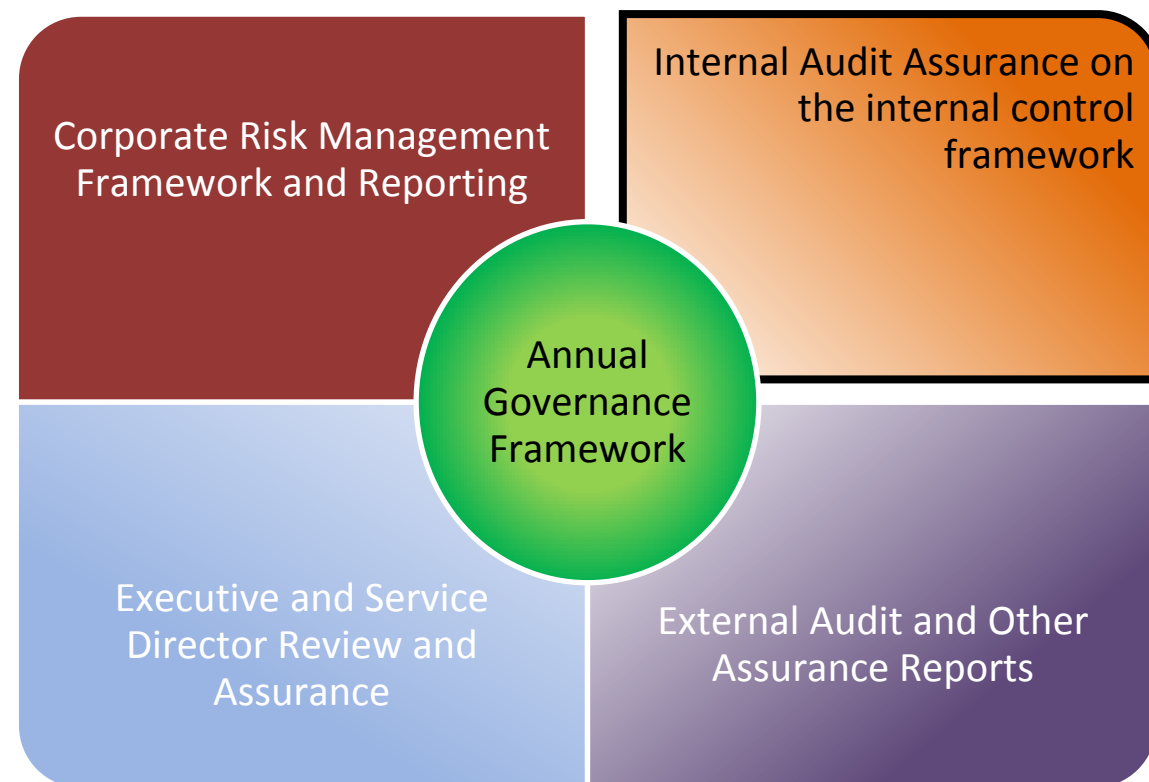 Corporate Risk Management
Framework and Reporting
Internal Audit Assurance on
the internal control
framework
Annual
Governance
Framework
Executive and Service
Director Review and
Assurance
External Audit and Other
Assurance Reports